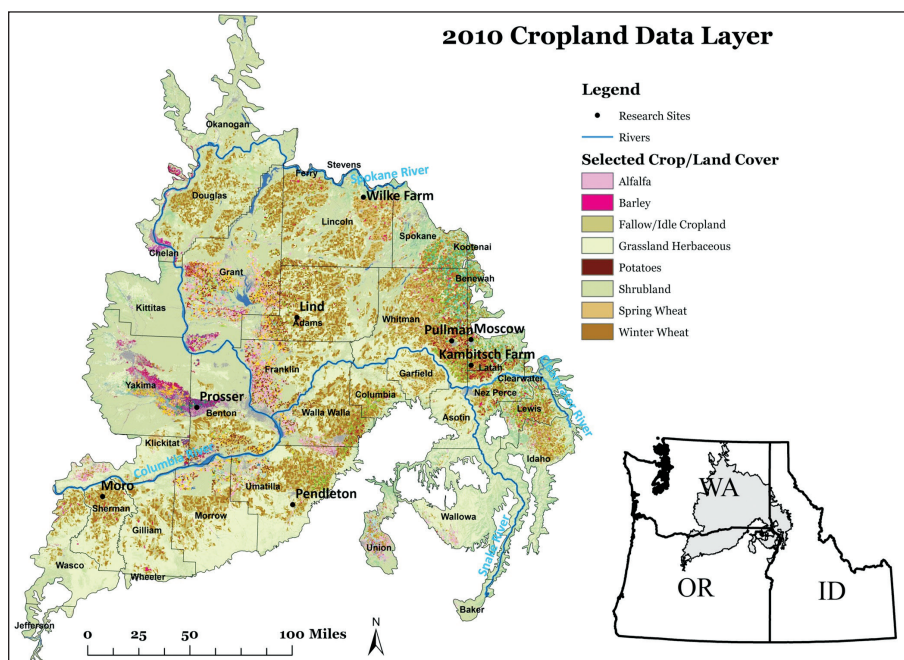 2010 Cropland Data Layer
Legend
Research Sites
Rivers
Selected Crop/Land Cover
Alfalfa
Barley
Fallow/Idle Cropland
Grassland Herbaceous
Potatoes
Shrubland
Spring Wheat
Winter Wheat
Okanogan
Ferry
Stevens
Spokane River
Douglas
Wilke Farm
Lincoln
Spokane
Kootenai
Chelan
Grant
Benewah
Kittitas
Lind
Adams
Whitman
Pullman
Moscow
Kambitsch Farm
Latah
Franklin
Garfield
Clearwater
Clearwater River
Yakima
Prosser
Benton
Columbia
Nez Perce
Walla Walla
Asotin
Lewis
Klickitat
Columbia River
Idaho
Moro
Sherman
Umatilla
Pendleton
Morrow
Gilliam
Wallowa
Union
Snake River
Wasco
Wheeler
Baker
Jefferson
N
0 25 50 100 Miles
WA
OR
ID